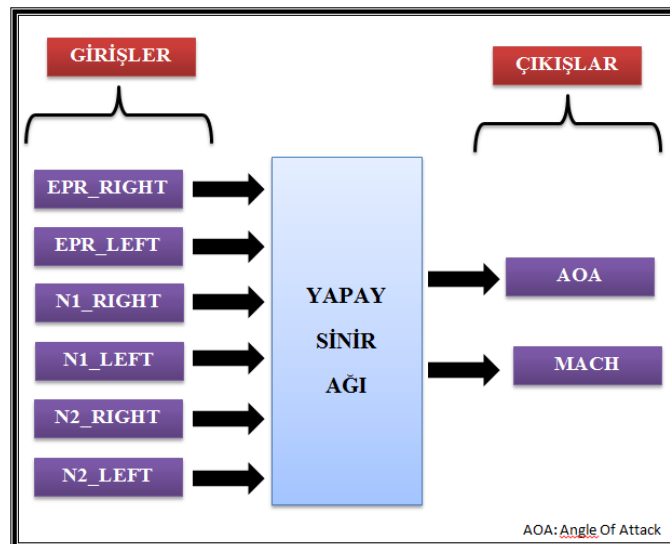 GİRİŞLER
ÇIKIŞLAR
EPR_RIGHT
EPR_LEFT
N1_RIGHT
N1_LEFT
N2_RIGHT
N2_LEFT
YAPAY
SİNİR
AĞI
AOA
MACH
AOA: Angle Of Attack